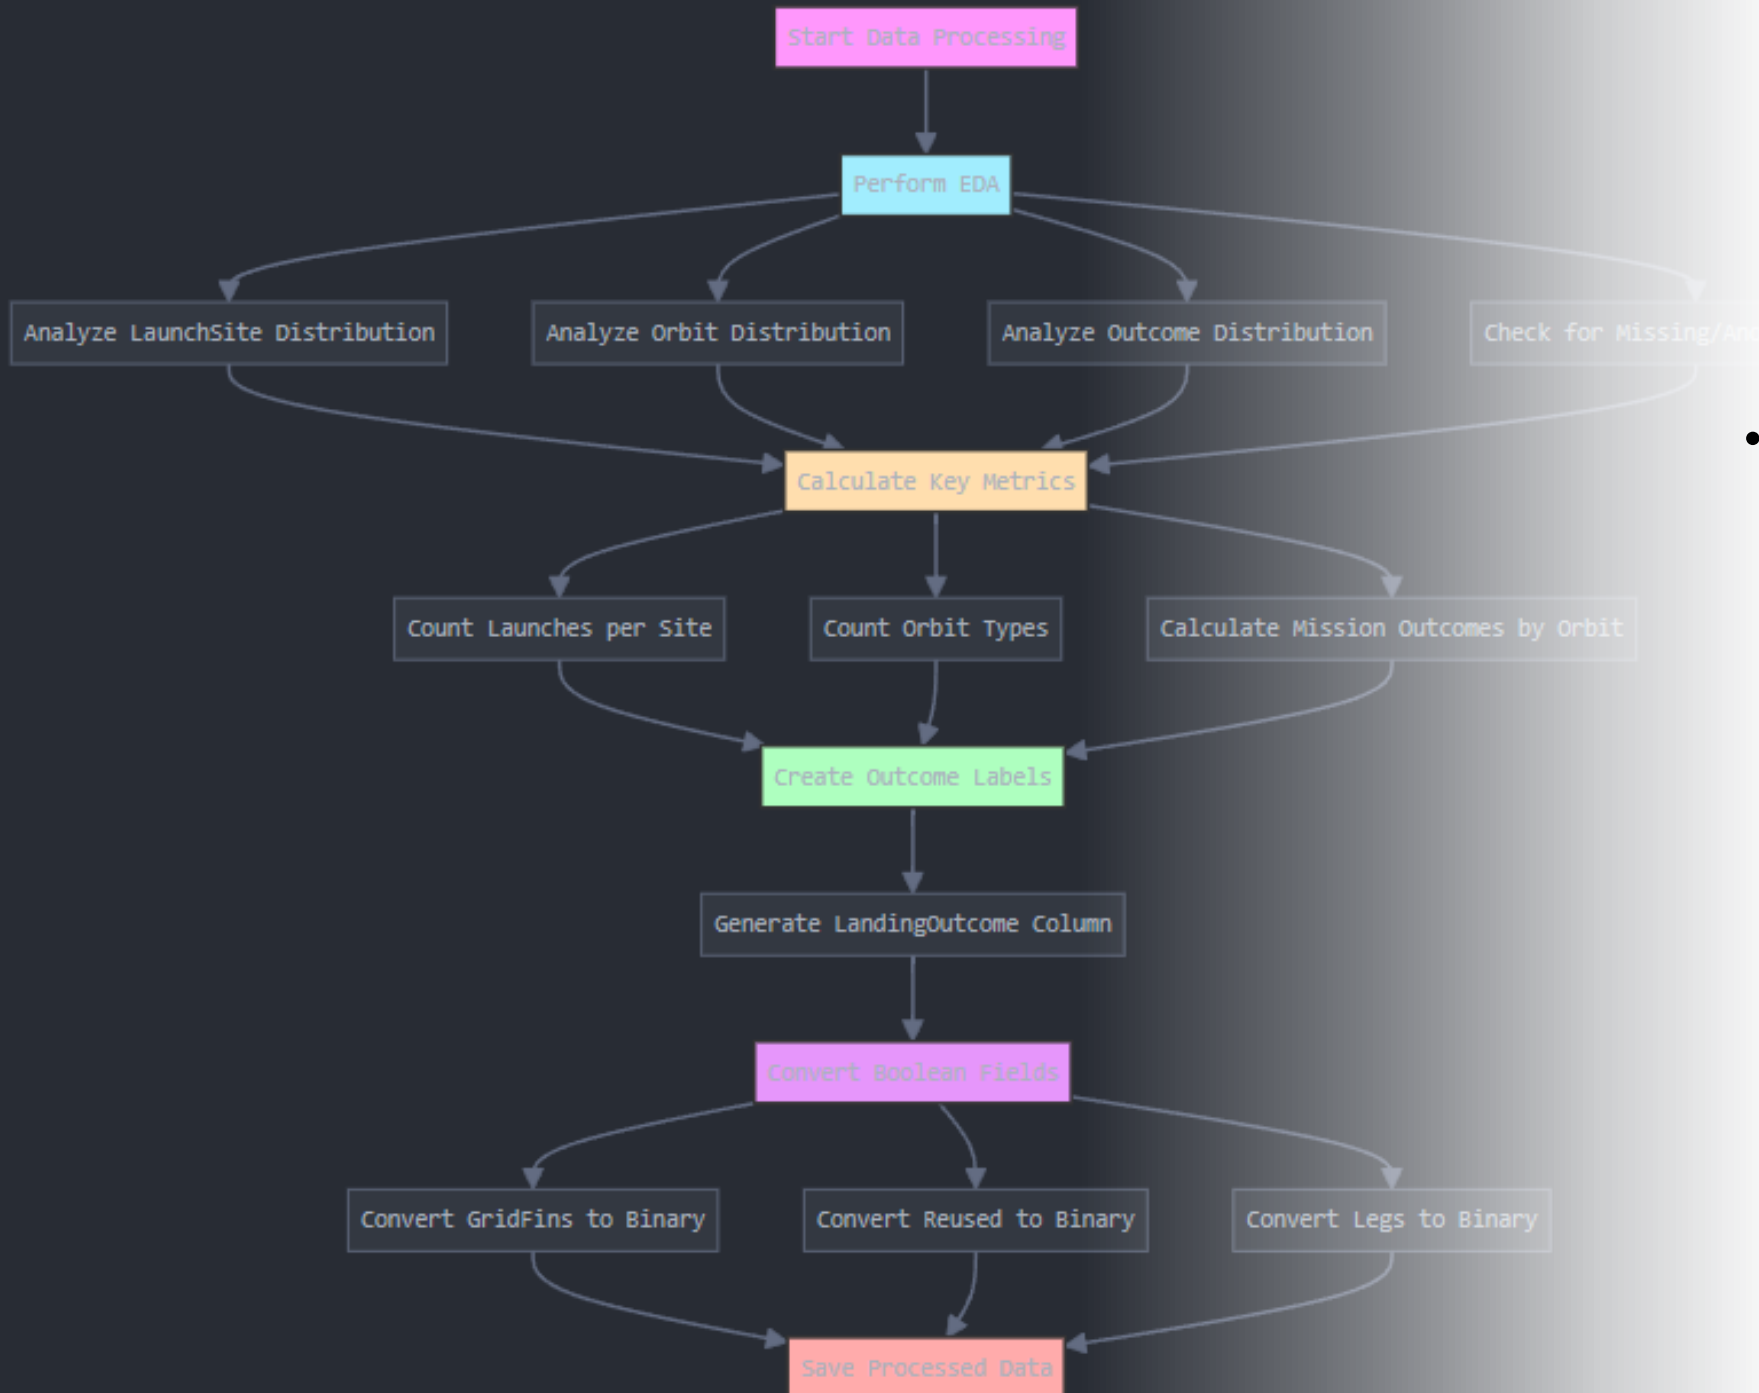 Start Data Processing
Perform EDA
Analyze LaunchSite Distribution
Analyze Orbit Distribution
Analyze Outcome Distribution
Check for Missing/
Calculate Key Metrics
Count Launches per Site
Count Orbit Types
Calculate Mission Outcomes by Orbit
Create Outcome Labels
Generate LandingOutcome Column
Convert Boolean Fields
Convert GridFins to Binary
Convert Reused to Binary
Convert Legs to Binary
Save Processed Data